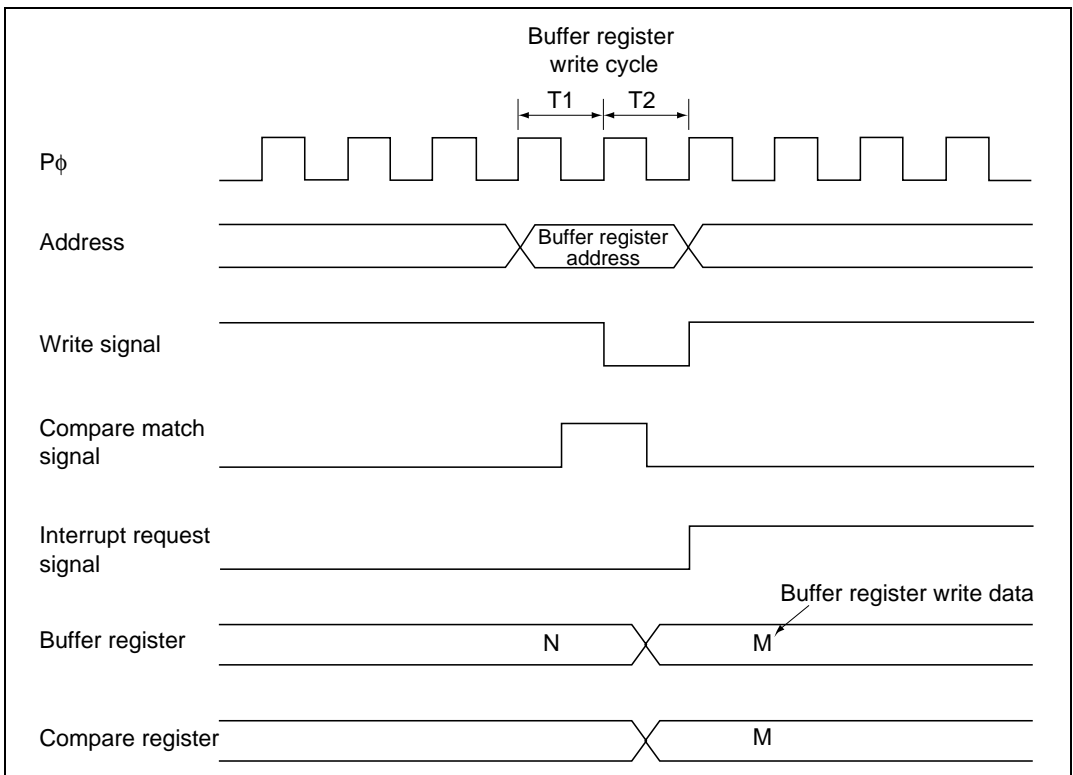 Buffer register
write cycle
T1 T2
Pϕ
Address
Buffer register
address
Write signal
Compare match
signal
Interrupt request
signal
Buffer register write data
Buffer register
N M
Compare register
M